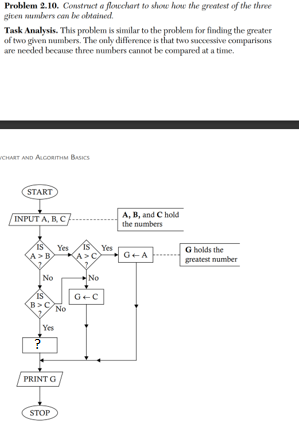 Problem 2.10. Construct a flowchart to show how the greatest of the three
given numbers can be obtained.
Task Analysis. This problem is similar to the problem for finding the greater
of two given numbers. The only difference is that two successive comparisons
are needed because three numbers cannot be compared at a time.
/CHART AND ALGORITHM BASICS
START
INPUT A, B, C
A, B, and C hold
the numbers
IS
A > B
?
Yes
IS
A > C
?
Yes
G ← A
G holds the
greatest number
No
No
IS
B > C
?
No
G ← C
Yes
?
PRINT G
STOP